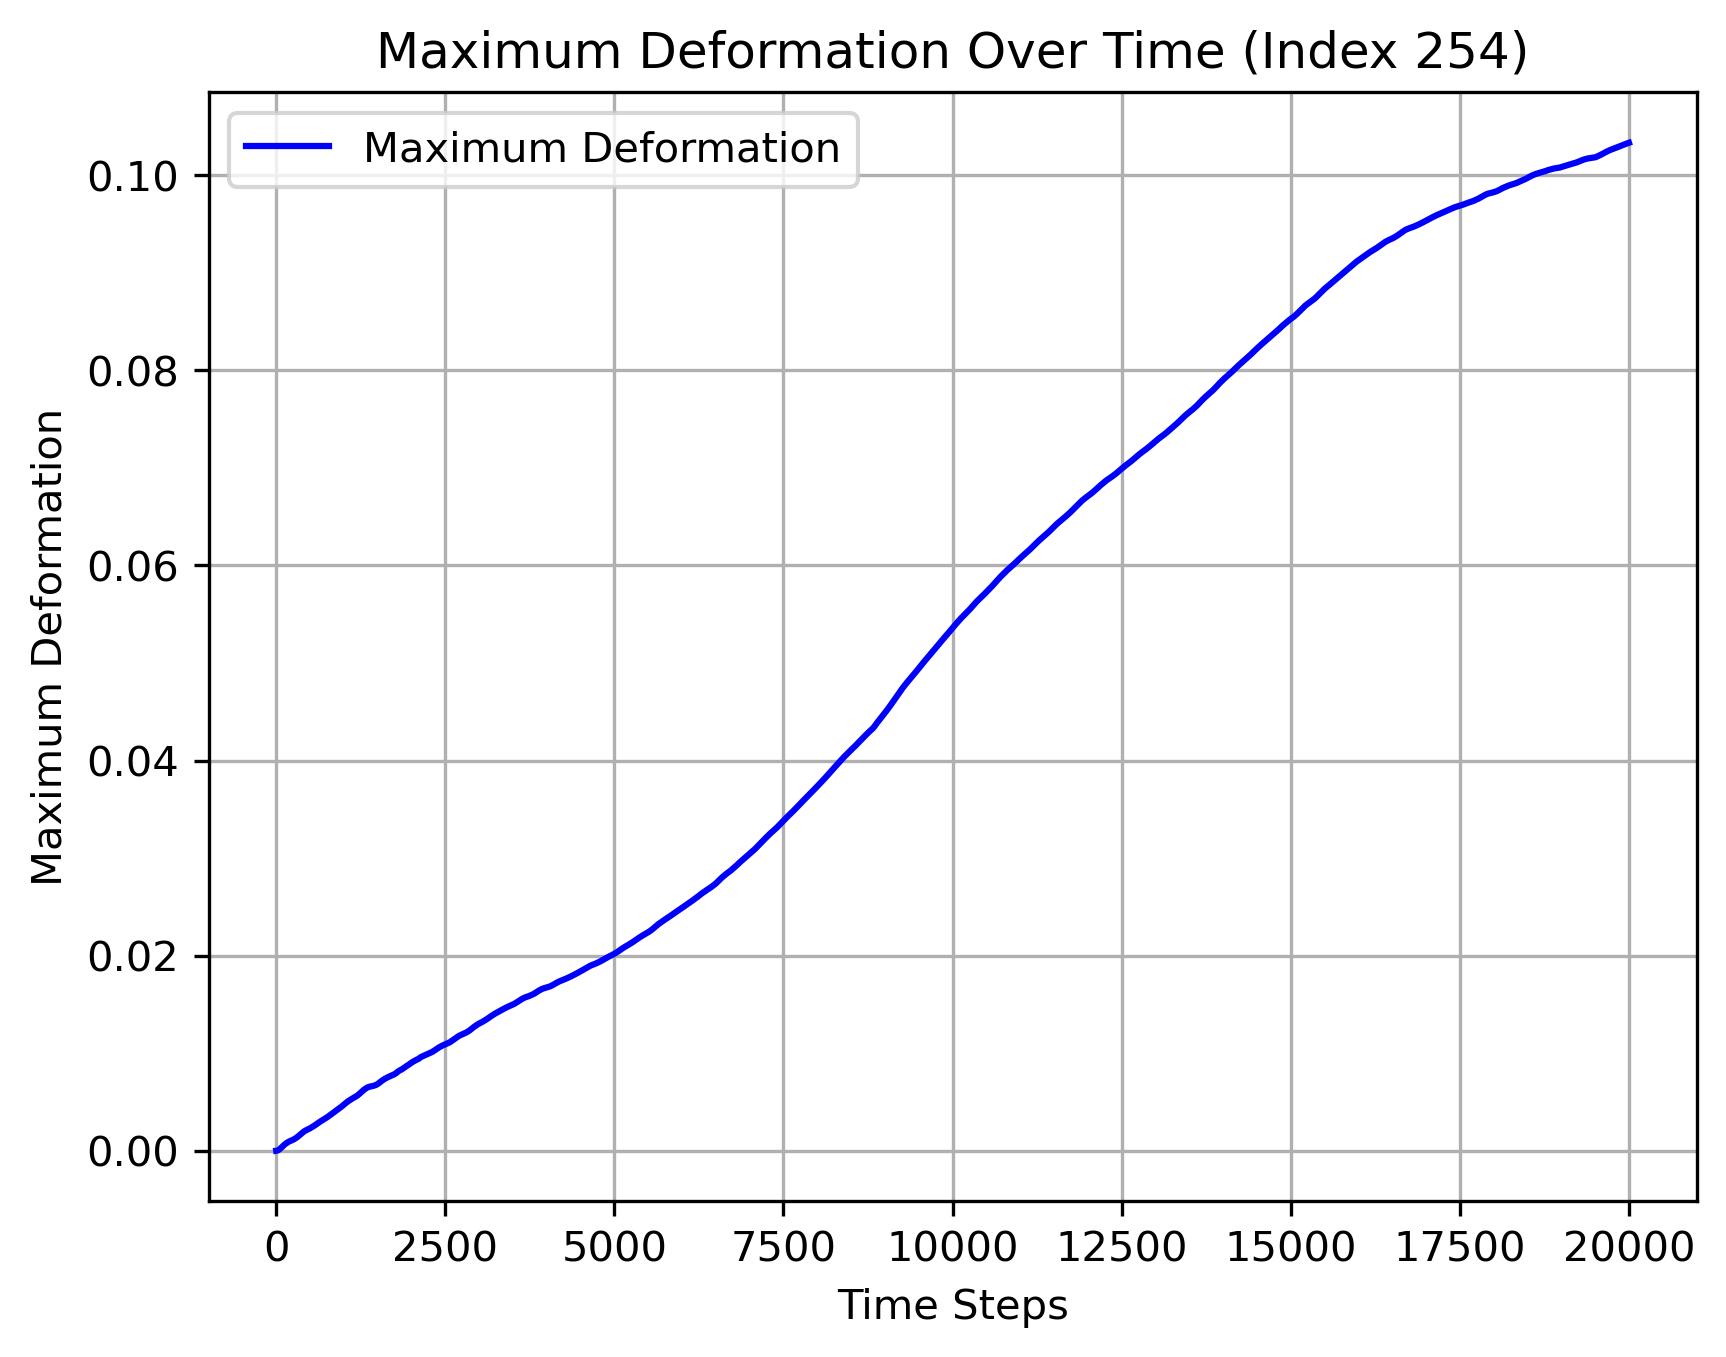 Maximum Deformation Over Time (Index 254)
Maximum Deformation
Maximum Deformation
0.10
0.08
0.06
0.04
0.02
0.00
0 2500 5000 7500 10000 12500 15000 17500 20000
Time Steps